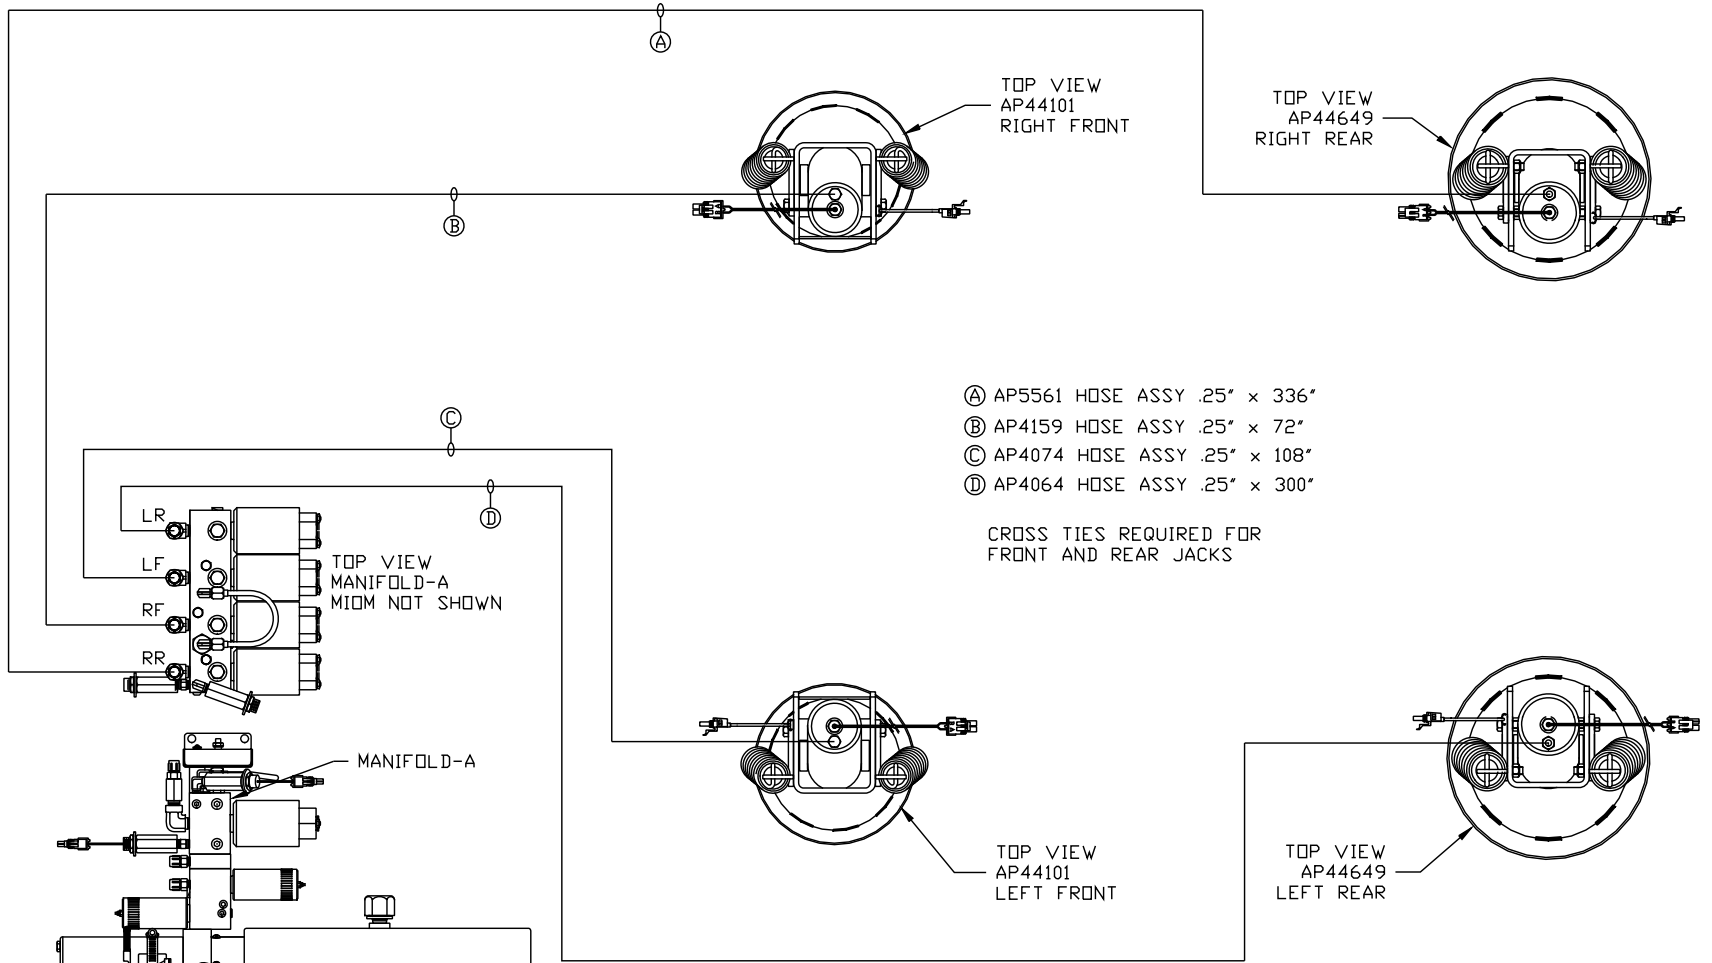 A
TOP VIEW
AP44101
RIGHT FRONT
TOP VIEW
AP44649
RIGHT REAR
B
A AP5561 HOSE ASSY .25" x 336"
B AP4159 HOSE ASSY .25" x 72"
C AP4074 HOSE ASSY .25" x 108"
D AP4064 HOSE ASSY .25" x 300"
CROSS TIES REQUIRED FOR
FRONT AND REAR JACKS
C
D
LR
LF
RF
RR
TOP VIEW
MANIFOLD-A
MIOM NOT SHOWN
MANIFOLD-A
TOP VIEW
AP44101
LEFT FRONT
TOP VIEW
AP44649
LEFT REAR